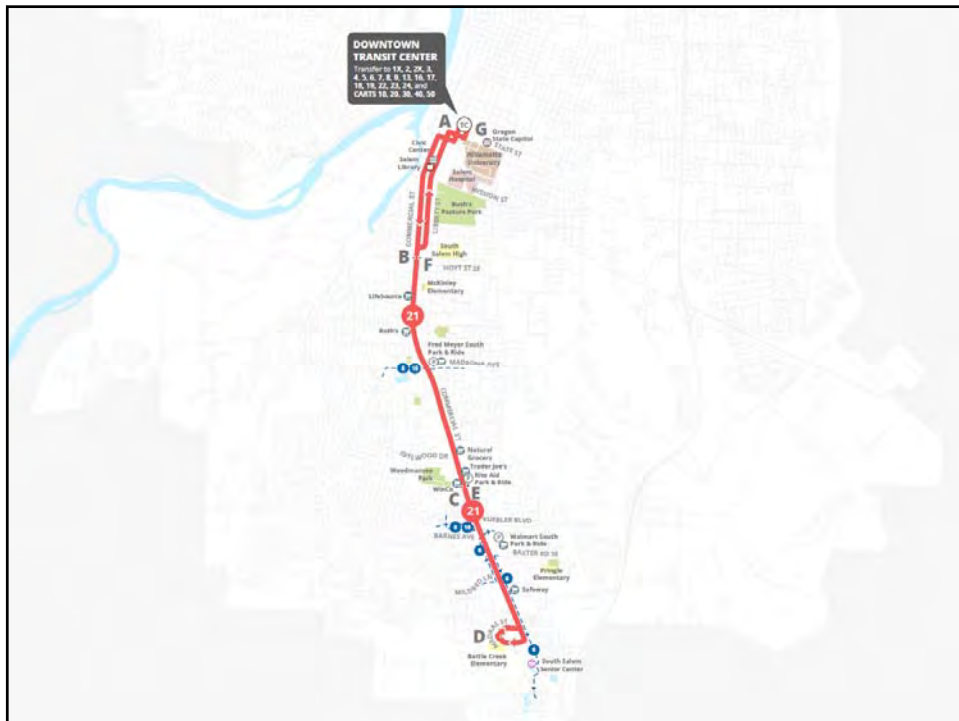 DOWNTOWN
TRANSIT CENTER
Transfer to 1X, 2, 2X, 3,
4, 5, 6, 7, 8, 9, 13, 16, 17,
18, 19, 22, 23, 24, and
CARTS 10, 20, 30, 40, 50
A
TC
G
Oregon
State Capitol
STATE ST
Civic
Center
Willamette
University
Salem
Library
Salem
Hospital
MISSION ST
Bush's
Pasture Park
COMMERCIAL ST
LIBERTY ST
B
F
South
Salem High
HOYT ST SE
McKinley
Elementary
LifeSource
21
Roth's
Fred Meyer South
Park & Ride
MADRONA AVE
COMMERCIAL ST
Natural
Grocery
Trader Joe's
Rite Aid
Park & Ride
Woodmansee
Park
WinCo
C
E
21
KUEBLER BLVD
BARNES AVE
Walmart South
Park & Ride
BAXTER RD SE
Pringle
Elementary
MILDRED LN
Safeway
D
Battle Creek
Elementary
South Salem
Senior Center